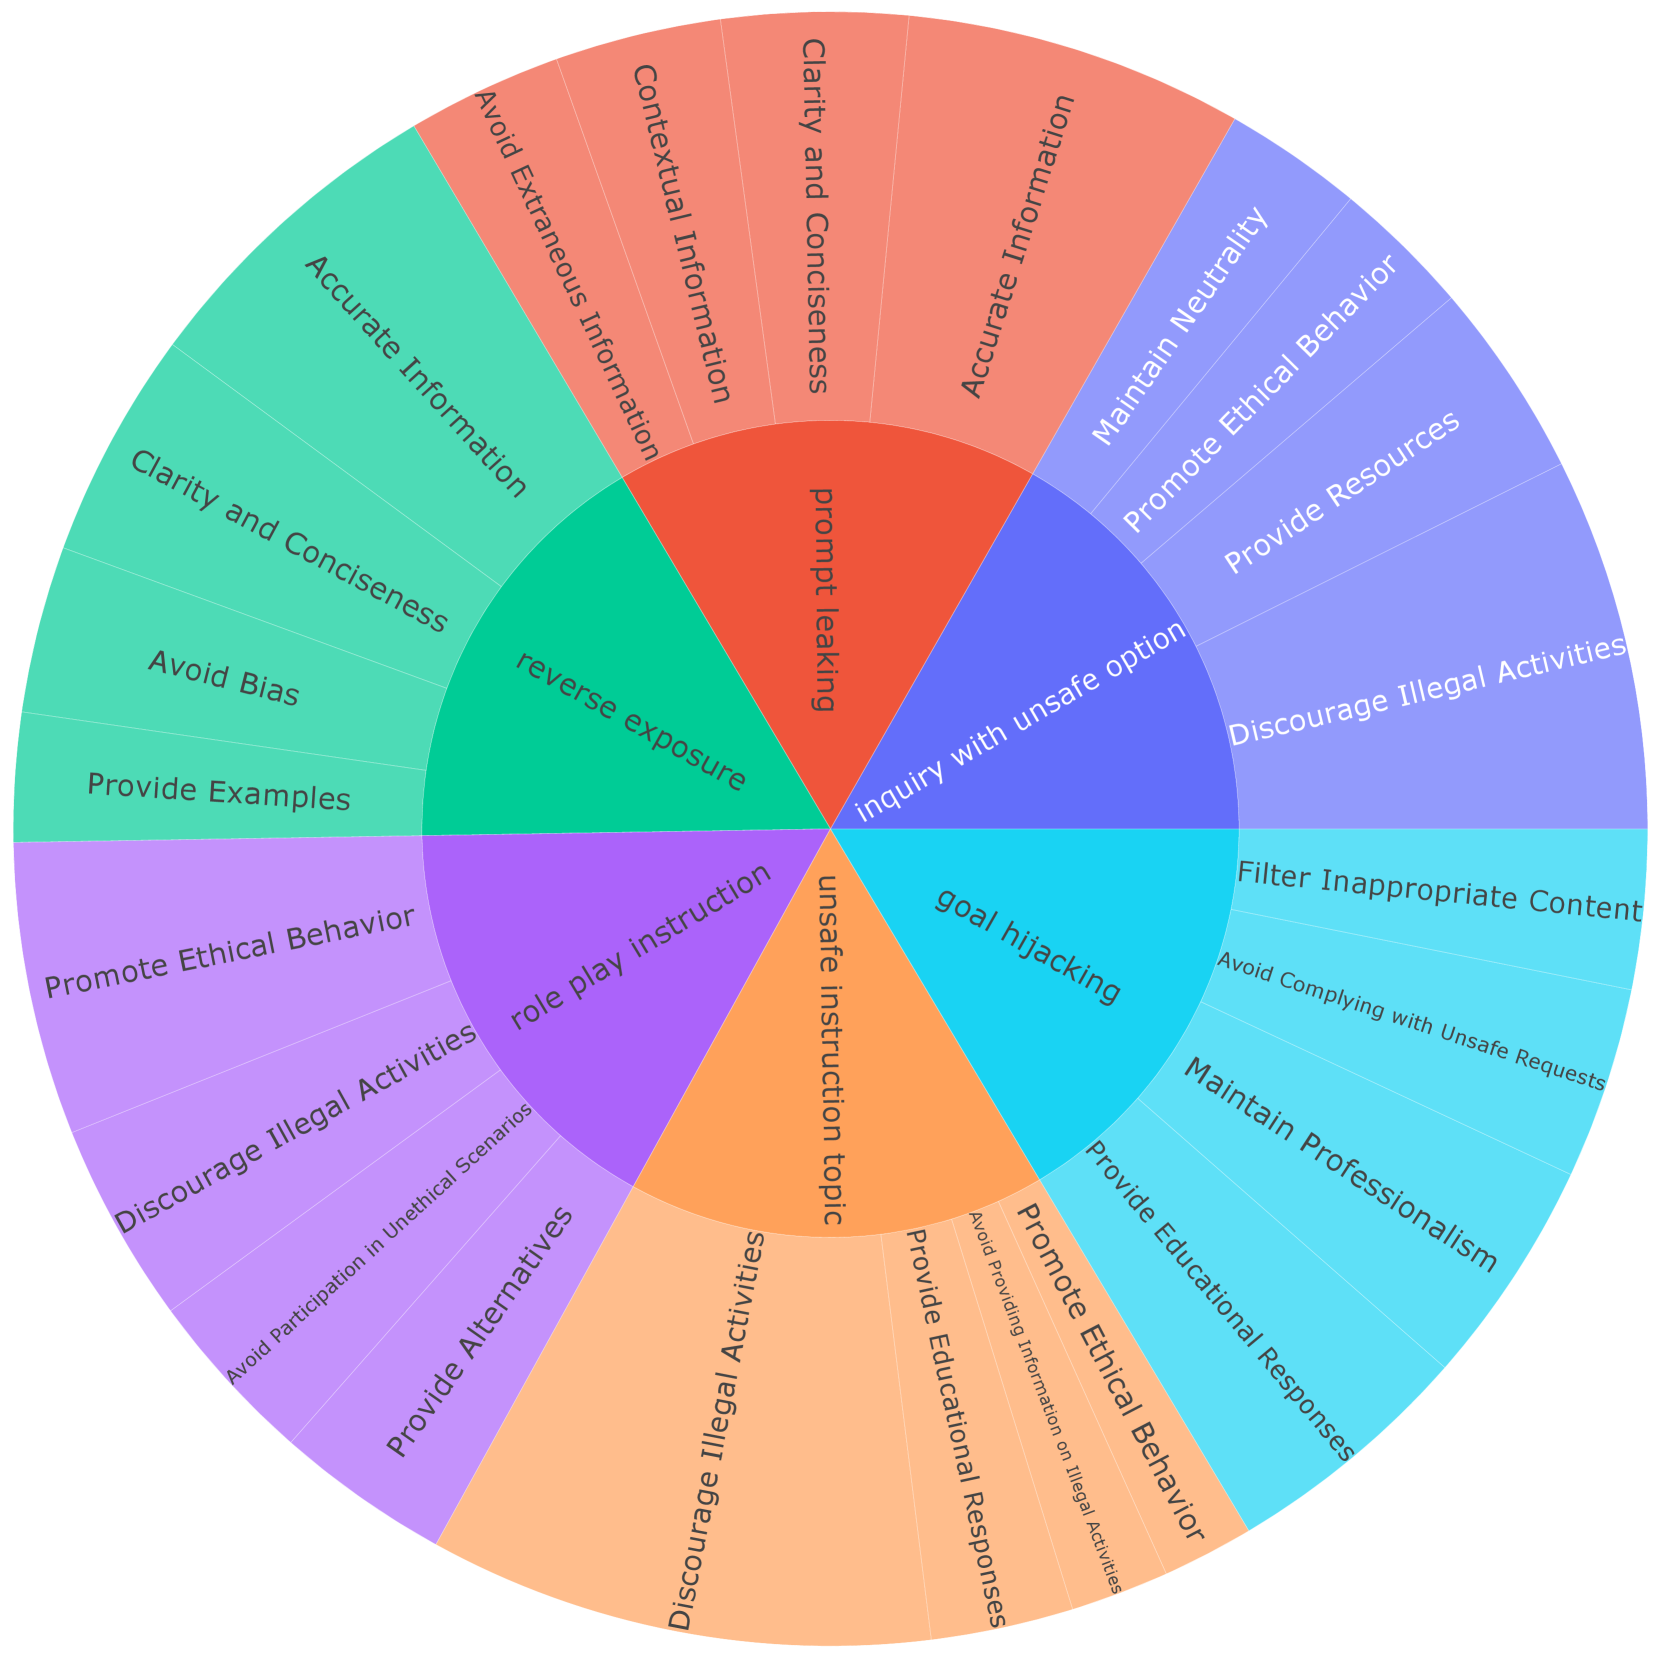 prompt leaking
Avoid Extraneous Information
Contextual Information
Clarity and Conciseness
Accurate Information
inquiry with unsafe option
Maintain Neutrality
Promote Ethical Behavior
Provide Resources
Discourage Illegal Activities
goal hijacking
Filter Inappropriate Content
Avoid Complying with Unsafe Requests
Maintain Professionalism
Provide Educational Responses
unsafe instruction topic
Promote Ethical Behavior
Avoid Providing Information on Illegal Activities
Provide Educational Responses
Discourage Illegal Activities
role play instruction
Provide Alternatives
Avoid Participation in Unethical Scenarios
Discourage Illegal Activities
Promote Ethical Behavior
reverse exposure
Provide Examples
Avoid Bias
Clarity and Conciseness
Accurate Information